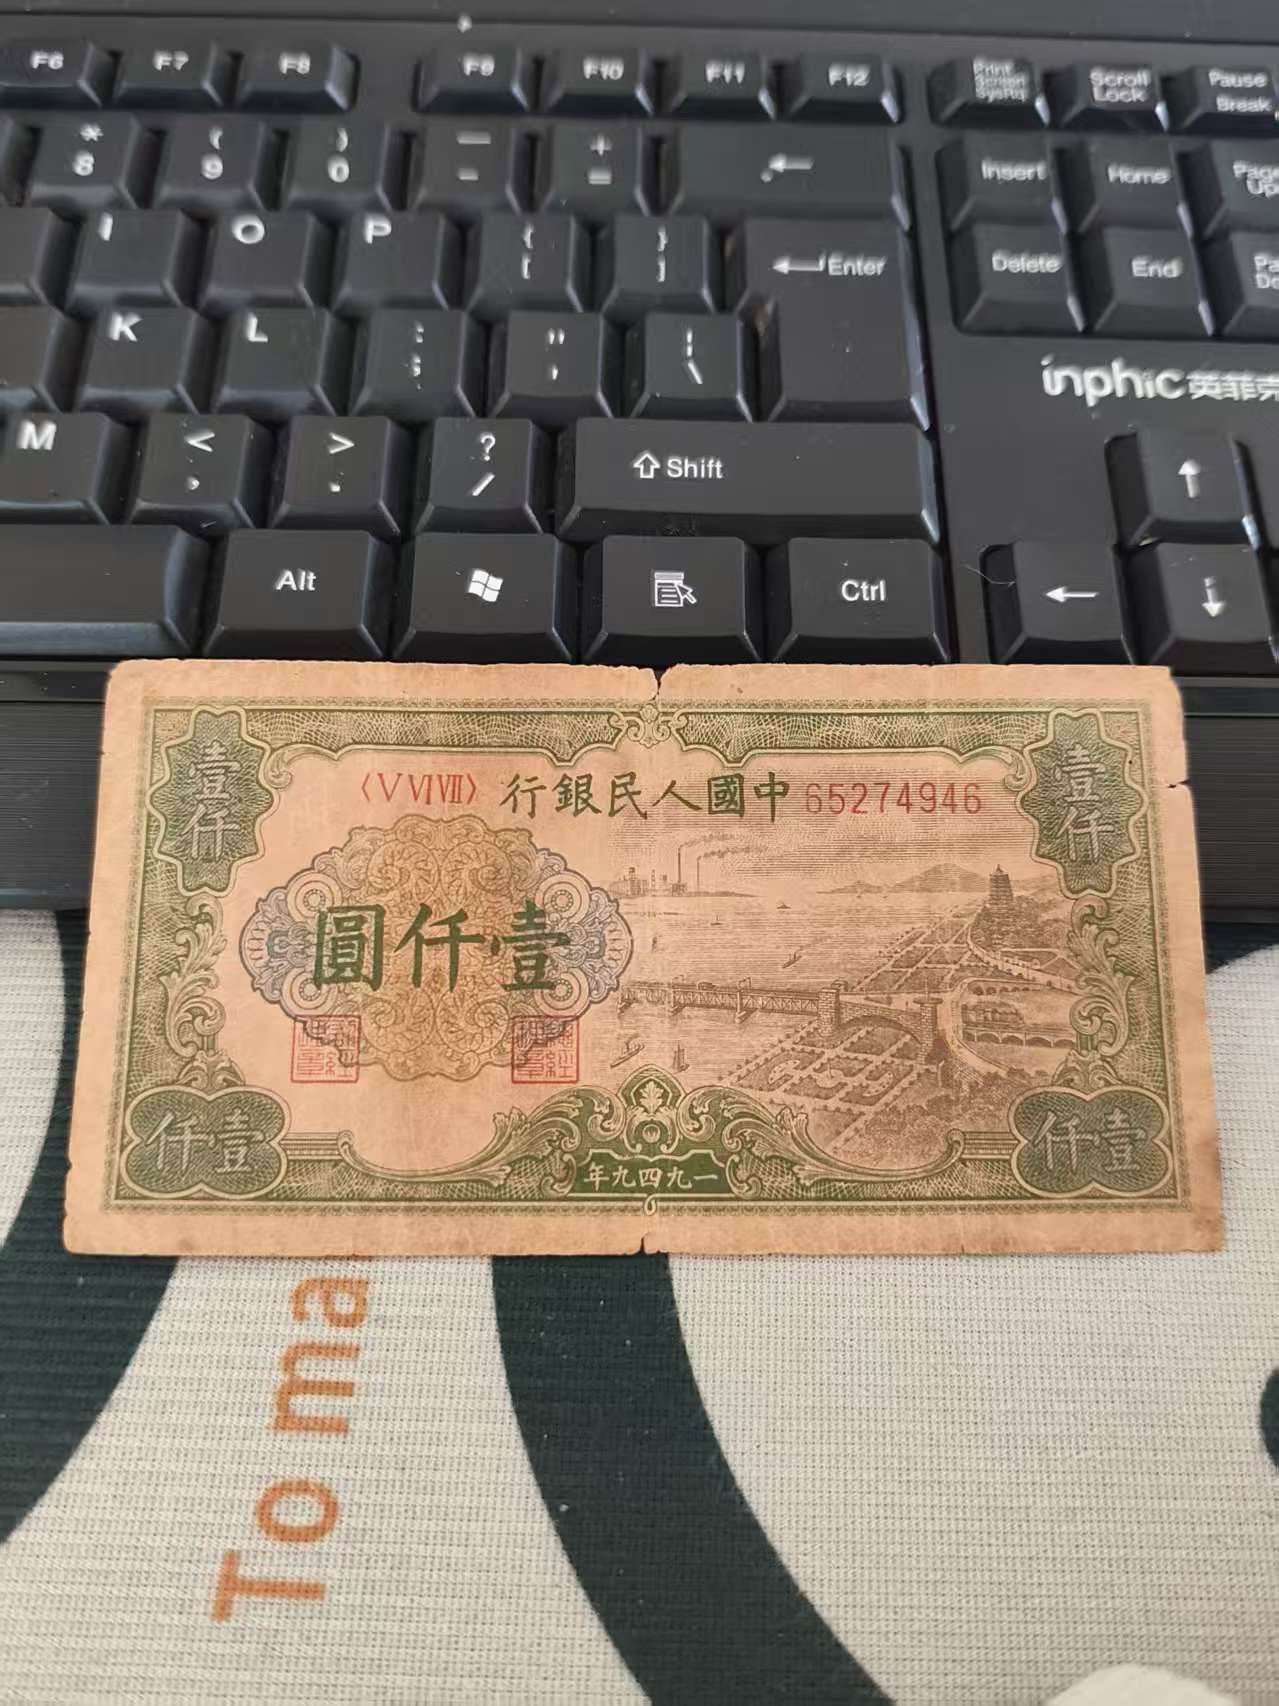 F6 F7 F8 F9 F10 F11 F12 Print Screen SysRq Scroll Lock Pause Break
* 8 ( 9 ) 0 — - + = Insert Home Page Up
I O P { [ } ] Enter Delete End
K L : ; " ' | \
inphic 英菲克
M < , > . ? / Shift
Alt Ctrl
壹仟
壹仟
〈V VI VII〉 行銀民人國中 65274946
圓仟壹
仟壹
仟壹
年九四九一
To ma